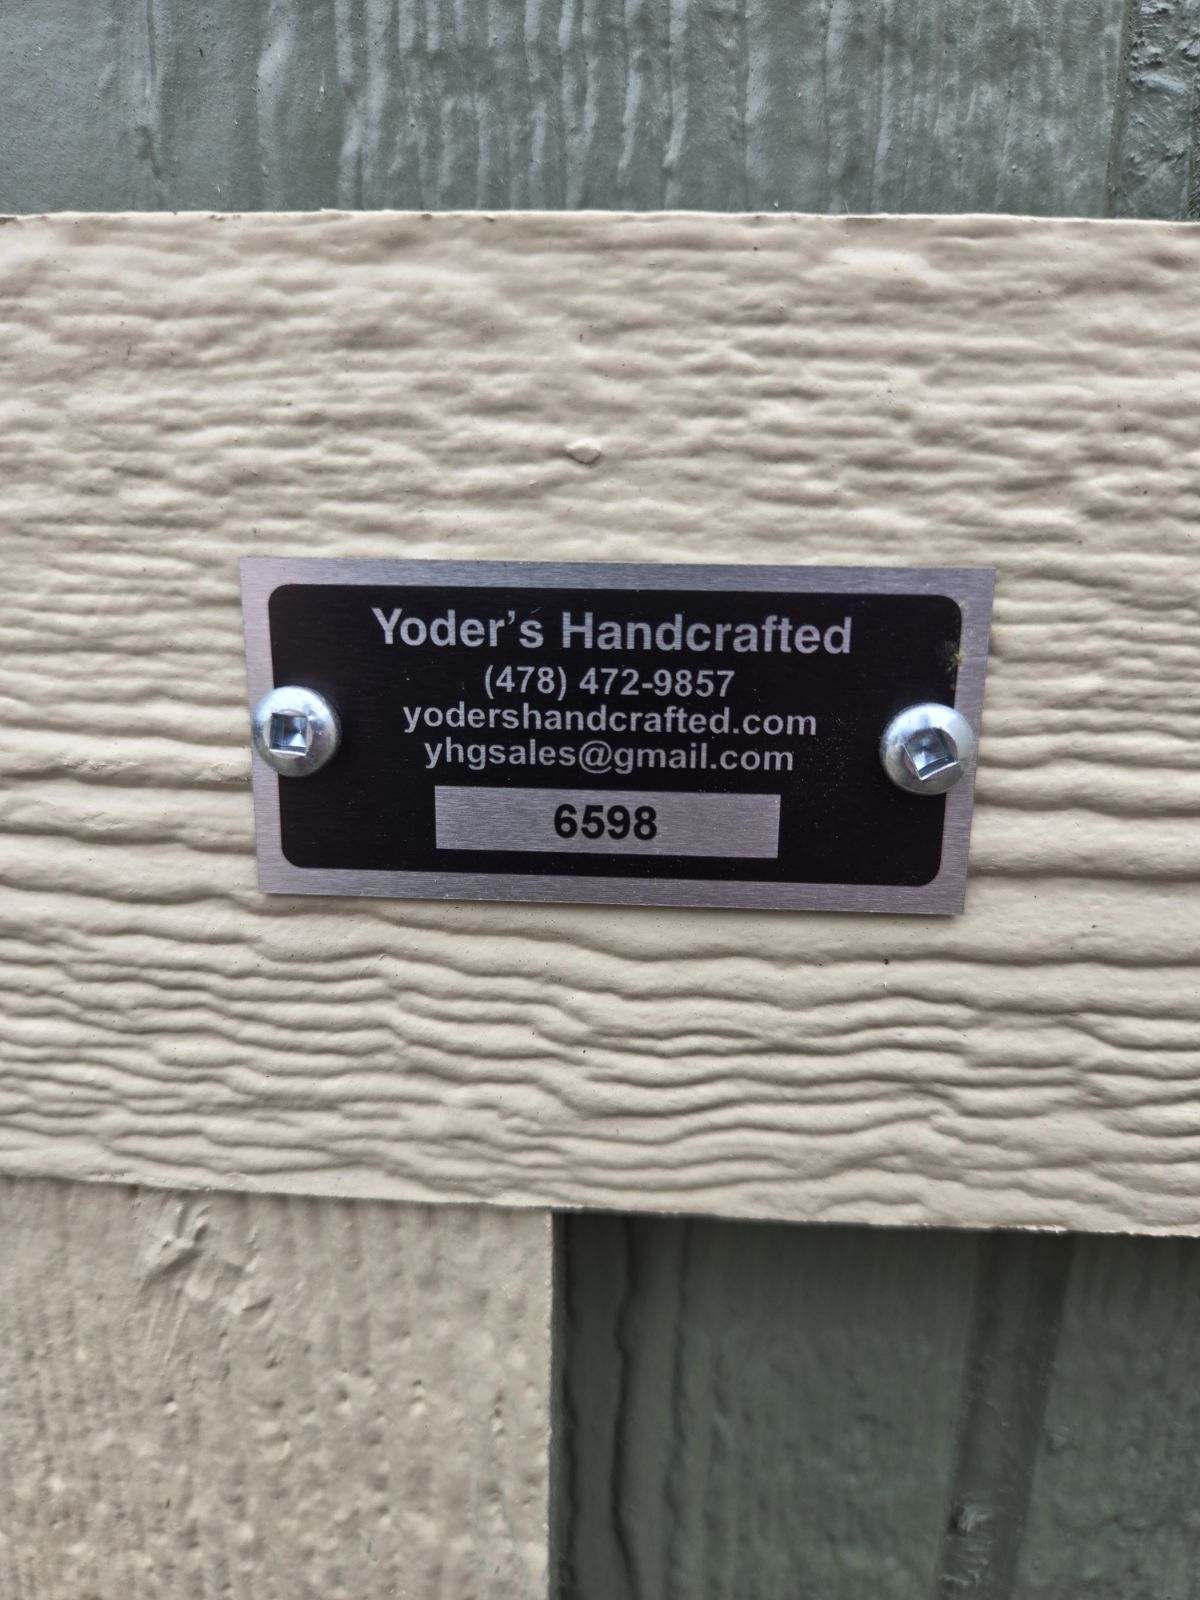 Yoder's Handcrafted
(478) 472-9857
yodershandcrafted.com
yhgsales@gmail.com
6598